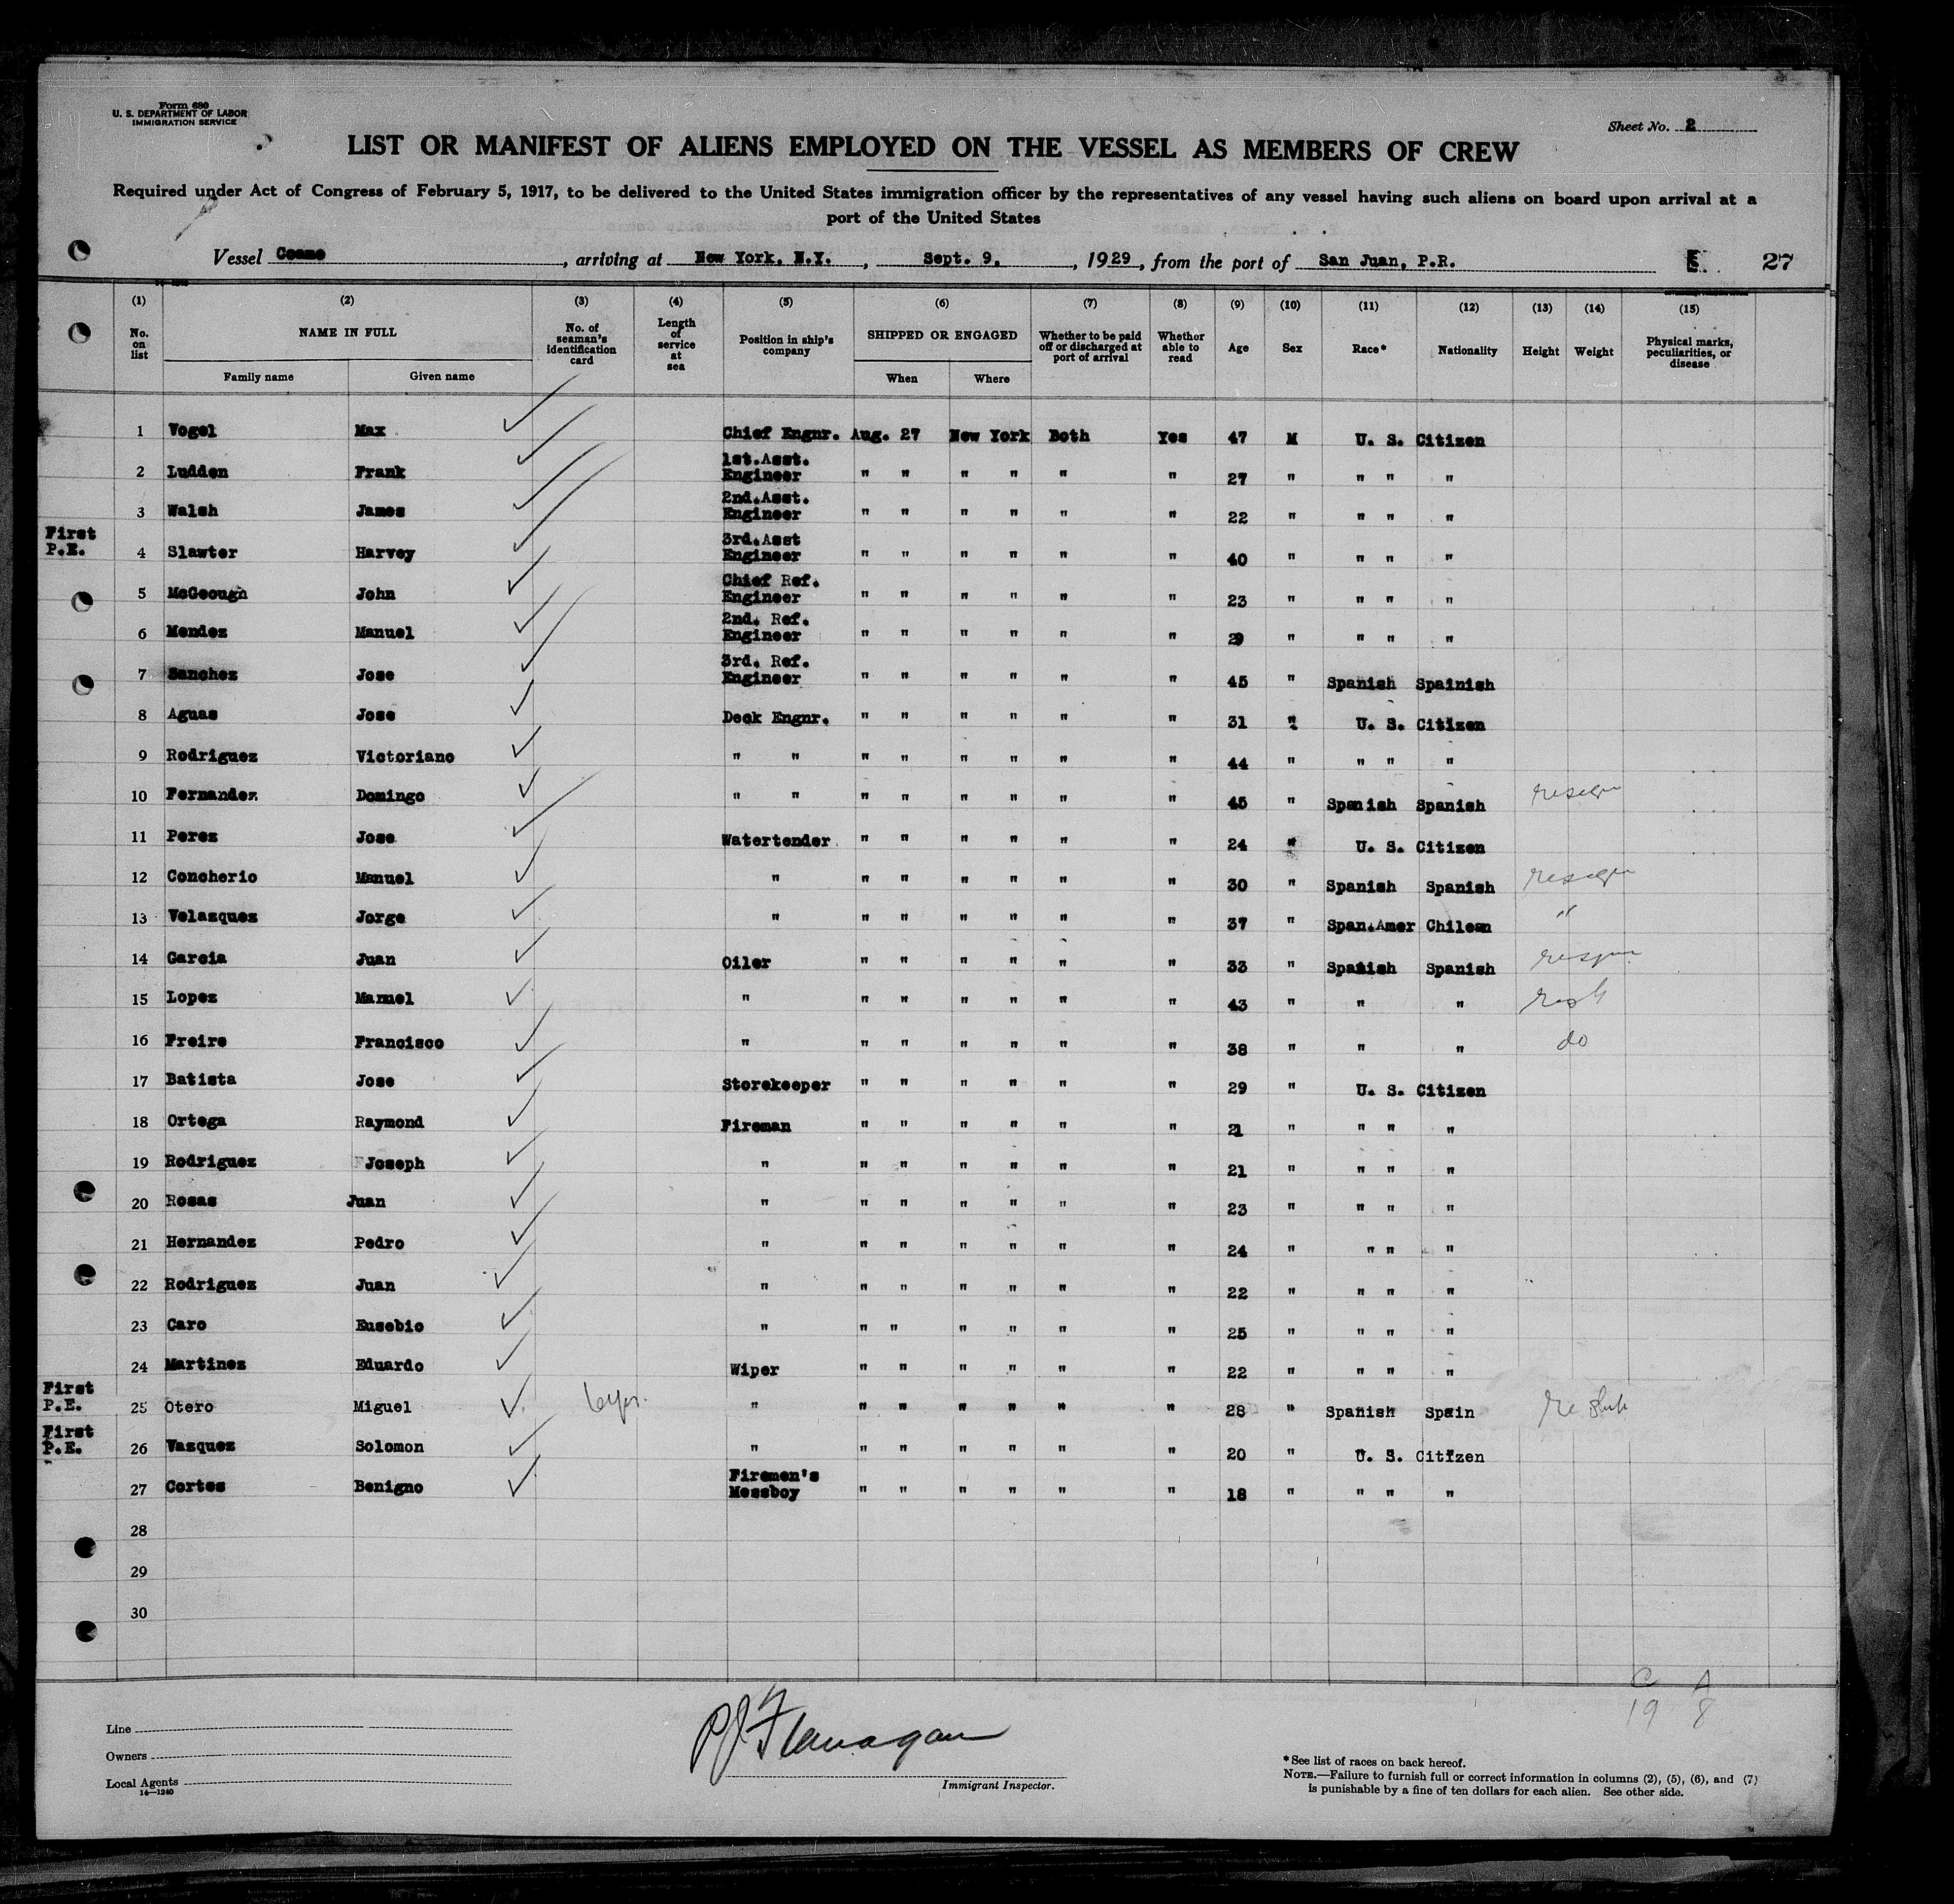 Form 680
U. S. DEPARTMENT OF LABOR
IMMIGRATION SERVICE
Sheet No. 2
LIST OR MANIFEST OF ALIENS EMPLOYED ON THE VESSEL AS MEMBERS OF CREW
Required under Act of Congress of February 5, 1917, to be delivered to the United States immigration officer by the representatives of any vessel having such aliens on board upon arrival at a
port of the United States
Vessel Coamo, arriving at New York, N.Y., Sept. 9, 1929, from the port of San Juan, P.R. E. 27
(1) (2) (3) (4) (5) (6) (7) (8) (9) (10) (11) (12) (13) (14) (15)
No. on list NAME IN FULL Family name Given name No. of seaman's identification card Length of service at sea Position in ship's company SHIPPED OR ENGAGED When Where Whether to be paid off or discharged at port of arrival Whether able to read Age Sex Race* Nationality Height Weight Physical marks, peculiarities, or disease
1 Vogel Max Chief Engnr. Aug. 27 New York Both Yes 47 M U. S. Citizen
2 Ludden Frank 1st.Asst. Engineer " " " " " " 27 " " " "
3 Walsh James 2nd.Asst. Engineer " " " " " " 22 " " " "
First P.E. 4 Slawter Harvey 3rd.Asst Engineer " " " " " " 40 " " " "
5 McGeough John Chief Ref. Engineer " " " " " " 23 " " " "
6 Mendez Manuel 2nd. Ref. Engineer " " " " " " 29 " " " "
7 Sanchez Jose 3rd. Ref. Engineer " " " " " " 45 " Spanish Spainish
8 Aguas Jose Deck Engnr. " " " " " " 31 " U. S. Citizen
9 Rodriguez Victoriano " " " " " " " " 44 " " " "
10 Fernandez Domingo " " " " " " " " 45 " Spanish Spanish
11 Perez Jose Watertender " " " " " " 24 " U. S. Citizen
12 Concherio Manuel " " " " " " " 30 " Spanish Spanish
13 Velazquez Jorge " " " " " " " 37 " Span.Amer Chilean "
14 Garcia Juan Oiler " " " " " " 33 " Spanish Spanish
15 Lopez Manuel " " " " " " " 43 " " "
16 Freire Francisco " " " " " " " 38 " " " do
17 Batista Jose Storekeeper " " " " " " 29 " U. S. Citizen
18 Ortega Raymond Fireman " " " " " " 21 " " " "
19 Rodriguez Joseph " " " " " " " 21 " " " "
20 Rosas Juan " " " " " " " 23 " " " "
21 Hernandez Pedro " " " " " " " 24 " " " "
22 Rodriguez Juan " " " " " " " 22 " " " "
23 Caro Eusebio " " " " " " " 25 " " " "
24 Martinez Eduardo Wiper " " " " " " 22 " " " "
First P.E. 25 Otero Miguel 6yrs. " " " " " " " 28 " Spanish Spain
First P.E. 26 Vazquez Solomon " " " " " " " 20 " U. S. Citizen
27 Cortes Benigno Firemen's Messboy " " " " " " 18 " " " "
28
29
30
C A
19 8
Line
Owners
Local Agents
14—1240
PJ Flanagan
Immigrant Inspector.
*See list of races on back hereof.
NOTE.—Failure to furnish full or correct information in columns (2), (5), (6), and (7)
is punishable by a fine of ten dollars for each alien. See other side.